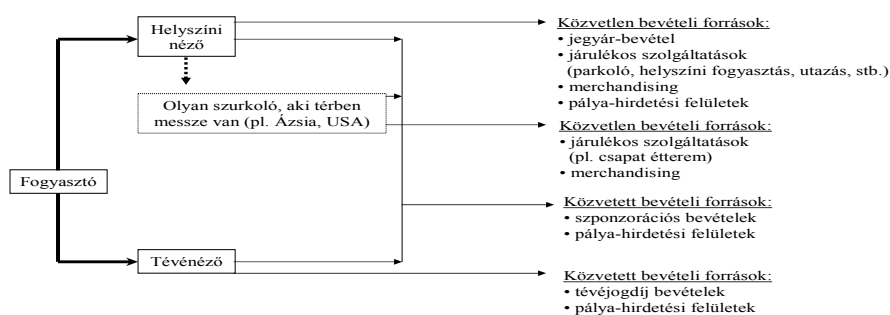 Helyszíni
néző
Közvetlen bevételi források:
• jegyár-bevétel
• járulékos szolgáltatások
(parkoló, helyszíni fogyasztás, utazás, stb.)
• merchandising
• pálya-hirdetési felületek
Olyan szurkoló, aki térben
messze van (pl. Ázsia, USA)
Közvetlen bevételi források:
• járulékos szolgáltatások
(pl. csapat étterem)
• merchandising
Fogyasztó
Közvetett bevételi források:
• szponzorációs bevételek
• pálya-hirdetési felületek
Tévénéző
Közvetett bevételi források:
• tévéjogdíj bevételek
• pálya-hirdetési felületek